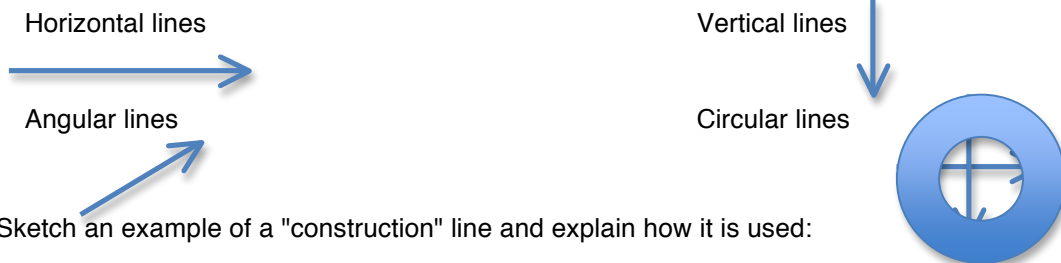 Horizontal lines
Vertical lines
Angular lines
Circular lines
Sketch an example of a "construction" line and explain how it is used: